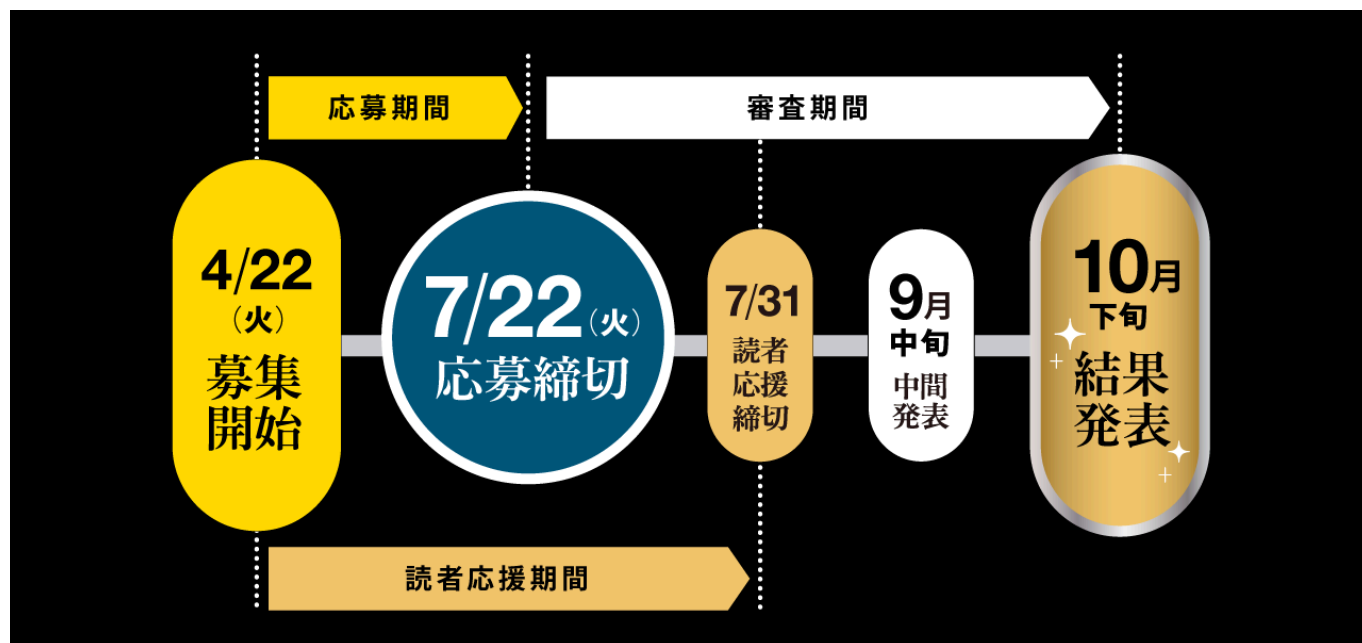 応募期間
審査期間
4/22
(火)
募集
開始
7/22(火)
応募締切
7/31
読者
応援
締切
9月
中旬
中間
発表
10月
下旬
結果
発表
読者応援期間